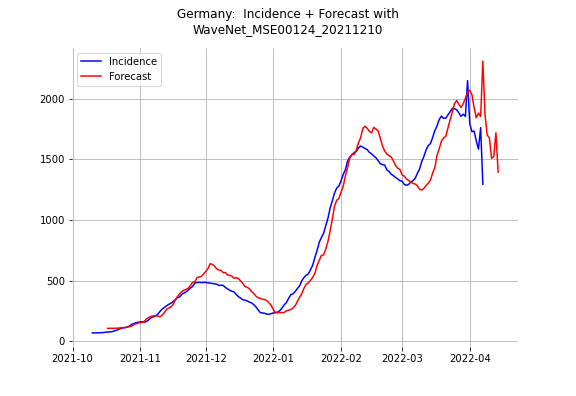 Germany:  Incidence + Forecast with
WaveNet_MSE00124_20211210
Incidence
Forecast
2000
1500
1000
500
0
2021-10 2021-11 2021-12 2022-01 2022-02 2022-03 2022-04